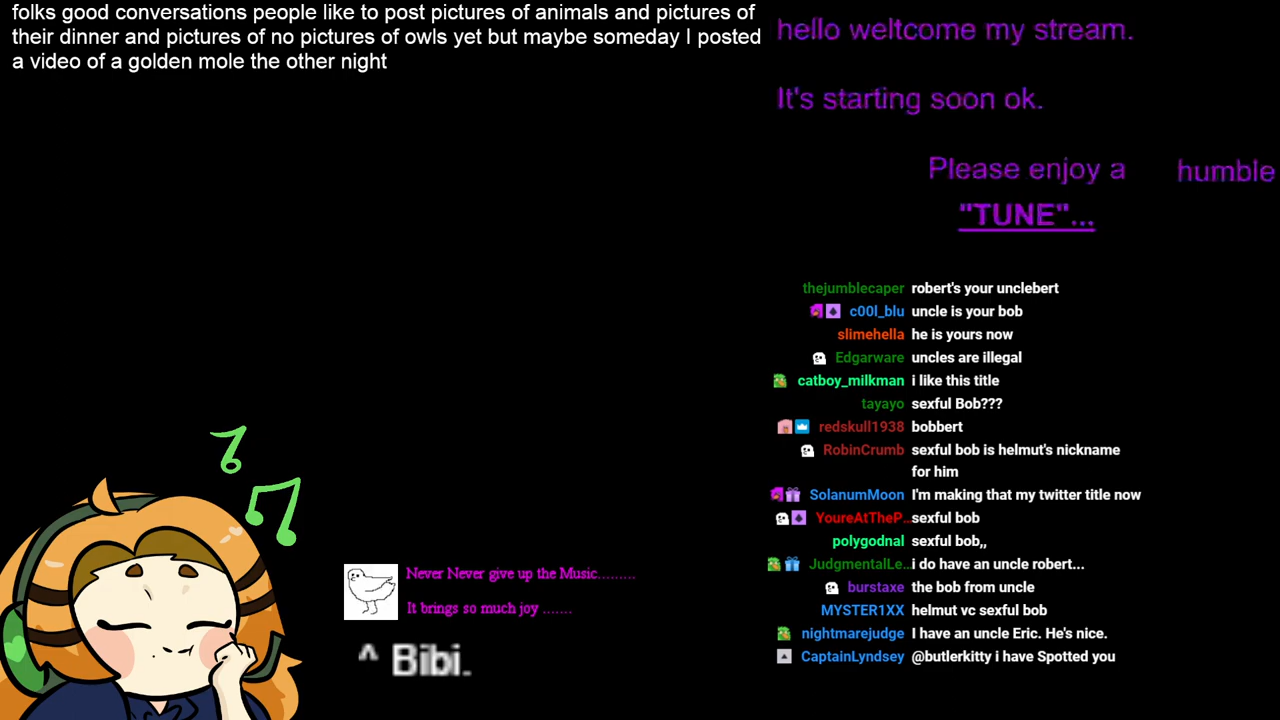 folks good conversations people like to post pictures of animals and pictures of
their dinner and pictures of no pictures of owls yet but maybe someday I posted
a video of a golden mole the other night
hello weltcome my stream.
It's starting soon ok.
Please enjoy a humble
"TUNE"...
thejumblecaper robert's your unclebert
c00l_blu uncle is your bob
slimehella he is yours now
Edgarware uncles are illegal
catboy_milkman i like this title
tayayo sexful Bob???
redskull1938 bobbert
RobinCrumb sexful bob is helmut's nickname
for him
SolanumMoon I'm making that my twitter title now
YoureAtTheP... sexful bob
polygodnal sexful bob,,
JudgmentalLe... i do have an uncle robert...
burstaxe the bob from uncle
MYSTER1XX helmut vc sexful bob
nightmarejudge I have an uncle Eric. He's nice.
CaptainLyndsey @butlerkitty i have Spotted you
Never Never give up the Music.........
It brings so much joy .......
^ Bibi.